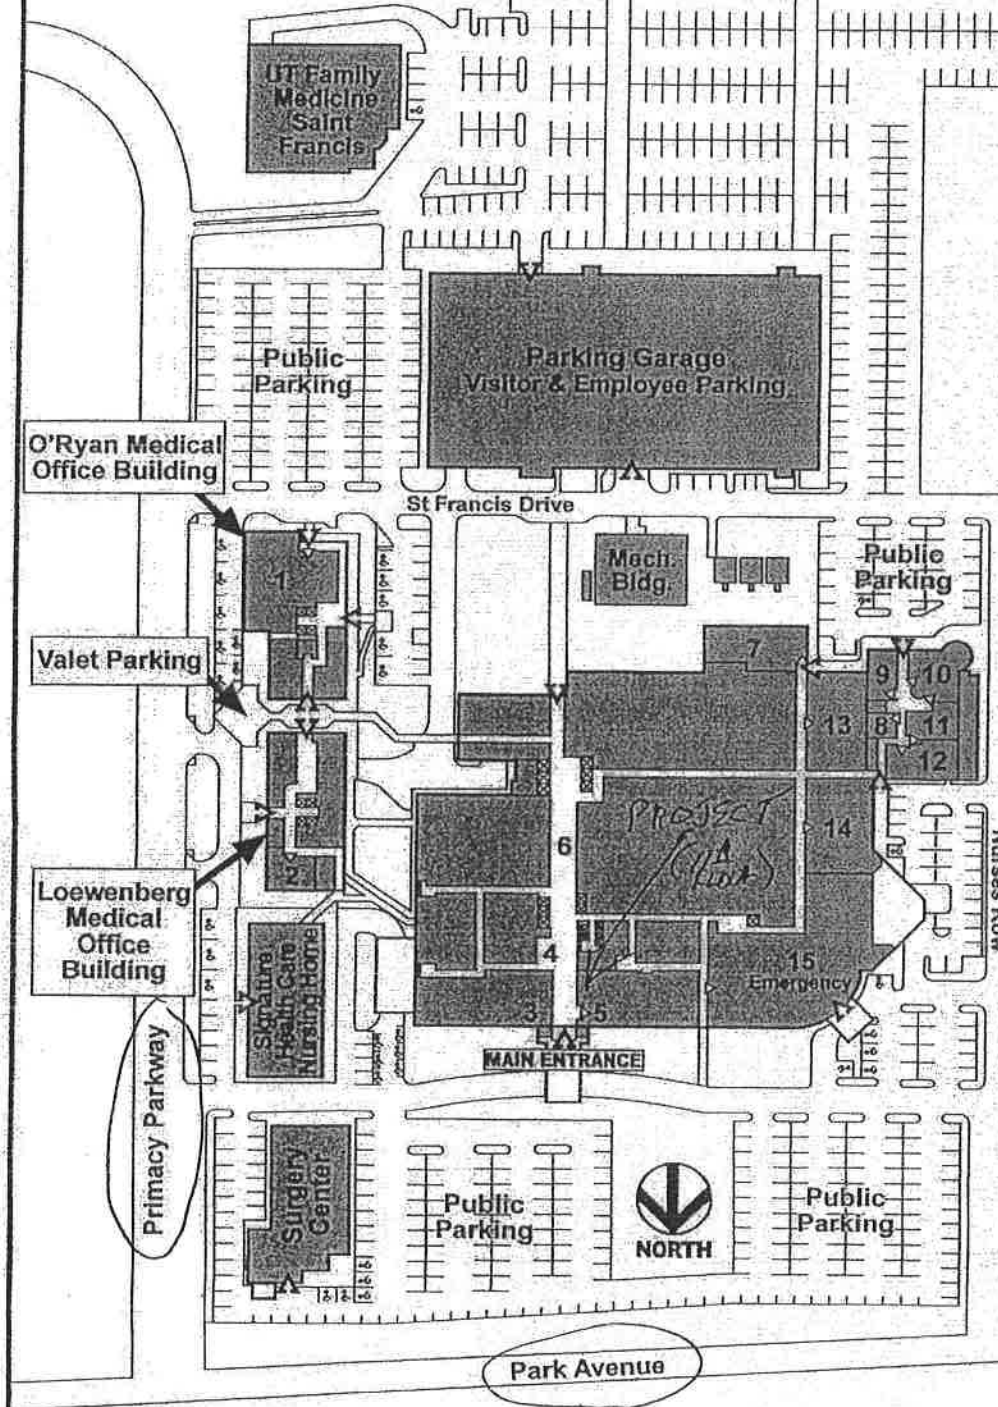 UT Family
Medicine
Saint
Francis
Public
Parking
Parking Garage
Visitor & Employee Parking
O'Ryan Medical
Office Building
St Francis Drive
1
Mech.
Bldg.
Public
Parking
Valet Parking
7
9
10
13
8
11
12
PROJECT
A
6
14
2
Loewenberg
Medical
Office
Building
4
15
Emergency
Signature
Health Care
Nursing Home
3
5
MAIN ENTRANCE
Primacy Parkway
Surgery
Center
Public
Parking
NORTH
Public
Parking
Park Avenue